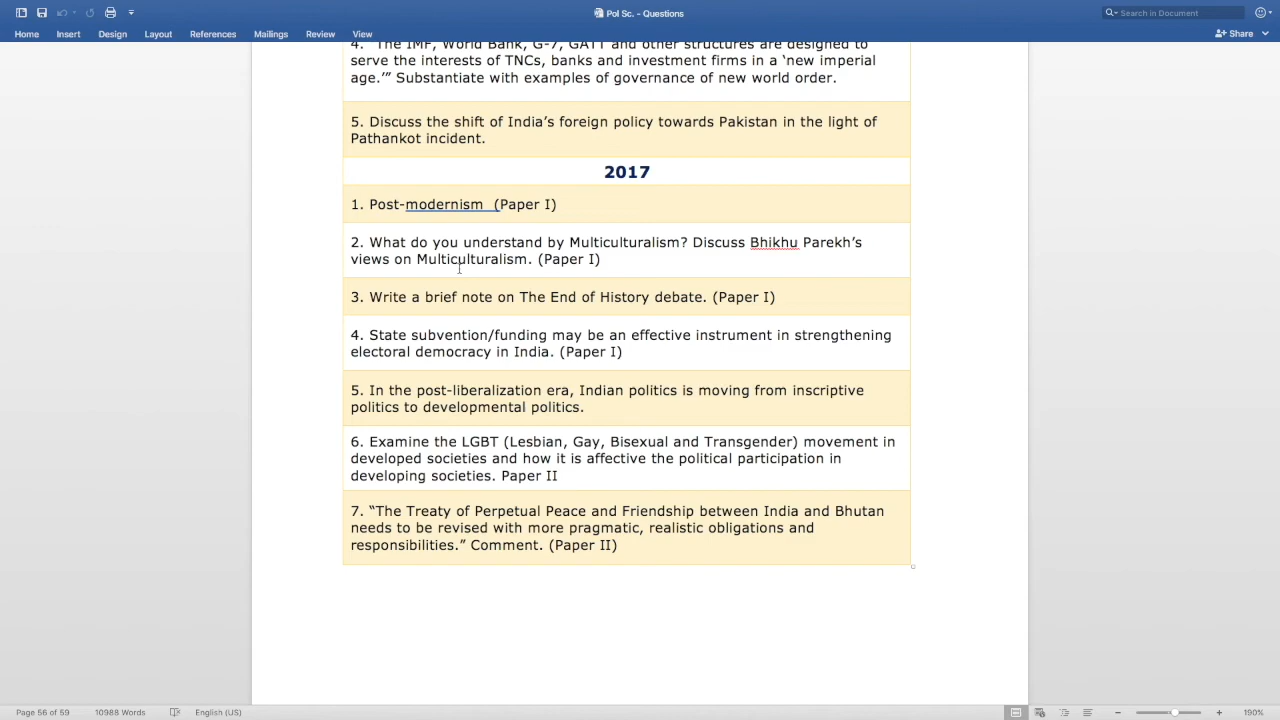 Pol Sc. - Questions
Search in Document
Home Insert Design Layout References Mailings Review View
Share
4. “The IMF, World Bank, G-7, GATT and other structures are designed to
serve the interests of TNCs, banks and investment firms in a ‘new imperial
age.’” Substantiate with examples of governance of new world order.
5. Discuss the shift of India’s foreign policy towards Pakistan in the light of
Pathankot incident.
2017
1. Post-modernism (Paper I)
2. What do you understand by Multiculturalism? Discuss Bhikhu Parekh’s
views on Multiculturalism. (Paper I)
3. Write a brief note on The End of History debate. (Paper I)
4. State subvention/funding may be an effective instrument in strengthening
electoral democracy in India. (Paper I)
5. In the post-liberalization era, Indian politics is moving from inscriptive
politics to developmental politics.
6. Examine the LGBT (Lesbian, Gay, Bisexual and Transgender) movement in
developed societies and how it is affective the political participation in
developing societies. Paper II
7. “The Treaty of Perpetual Peace and Friendship between India and Bhutan
needs to be revised with more pragmatic, realistic obligations and
responsibilities.” Comment. (Paper II)
Page 56 of 59 10988 Words English (US) 190%